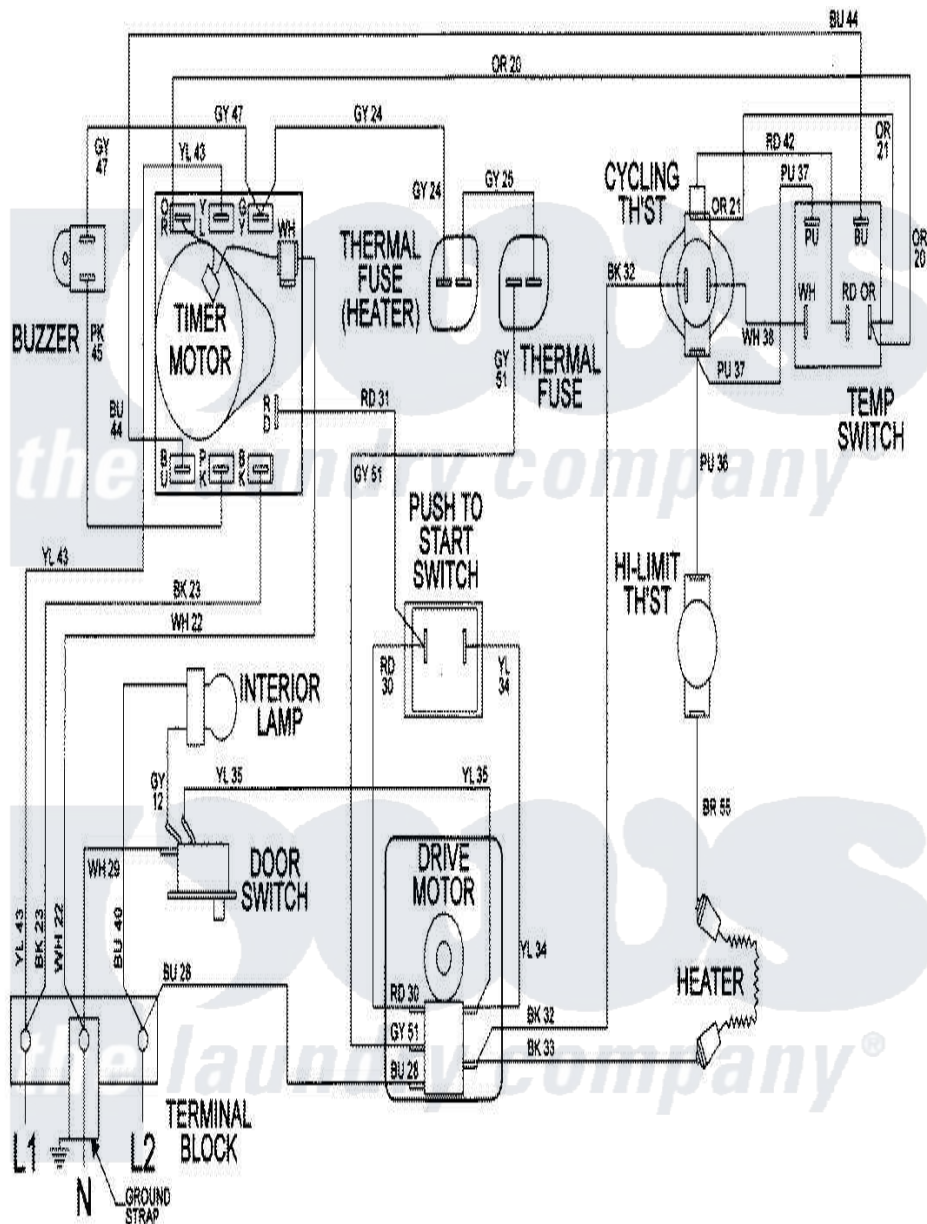 BU 44
OR 20
GY 47
GY 24
GY 47
YL 43
RD 42
OR 21
PU 37
CYCLING TH'ST
GY 24
GY 25
OR 21
OR
YL
GY
WH
PU
BU
OR 20
THERMAL FUSE (HEATER)
BK 32
WH
RD
OR
BUZZER
PK 45
TIMER MOTOR
WH 38
GY 51
THERMAL FUSE
PU 37
RD 31
RD
TEMP SWITCH
BU 44
BU
PK
BK
GY 51
PU 36
the laundry company
PUSH TO START SWITCH
HI-LIMIT TH'ST
YL 43
BK 23
WH 22
RD 30
YL 34
INTERIOR LAMP
GY 12
YL 35
YL 35
BR 55
WH 29
DOOR SWITCH
DRIVE MOTOR
YL 43
BK 23
WH 22
BU 40
BU 28
YL 34
HEATER
RD 30
GY 51
BK 32
BK 33
BU 28
the laundry company®
TERMINAL BLOCK
L1
N
L2
GROUND STRAP